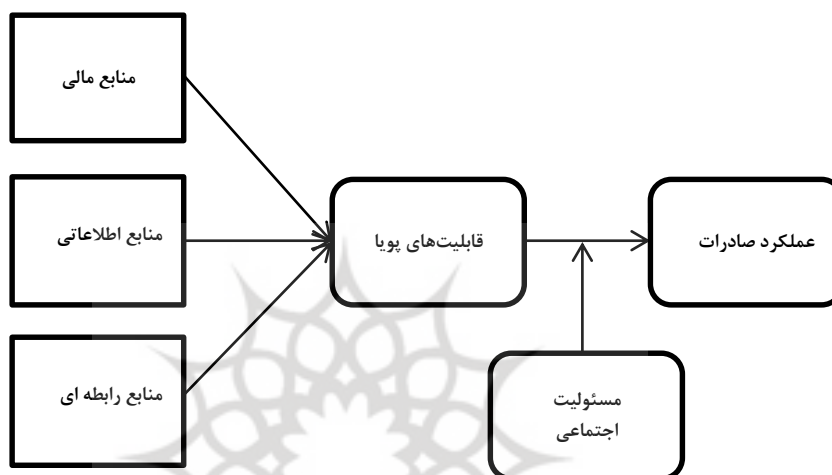 منابع مالی
منابع اطلاعاتی
قابلیت‌های پویا
عملکرد صادرات
منابع رابطه ای
مسئولیت
اجتماعی